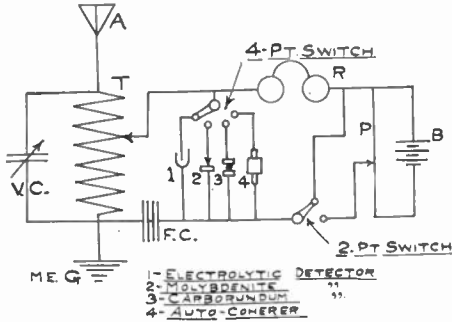 A
4-PT. SWITCH
T
R
P
B
V.C.
1
2
3
4
F.C.
2.PT SWITCH
M.E. G
1- ELECTROLYTIC DETECTOR
2- MOLYBDENITE "
3- CARBORUNDUM "
4- AUTO-COHERER